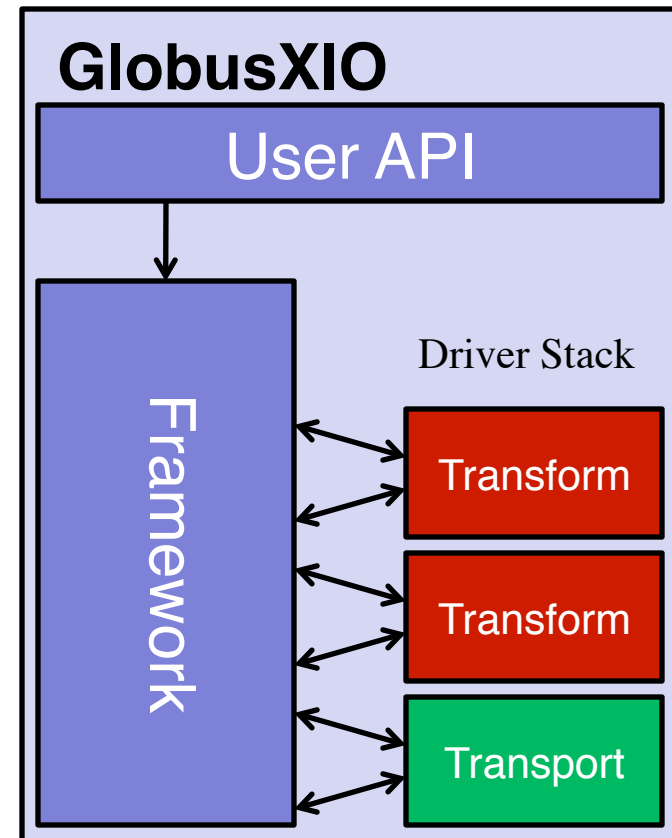 GlobusXIO
User API
Framework
Driver Stack
Transform
Transform
Transport